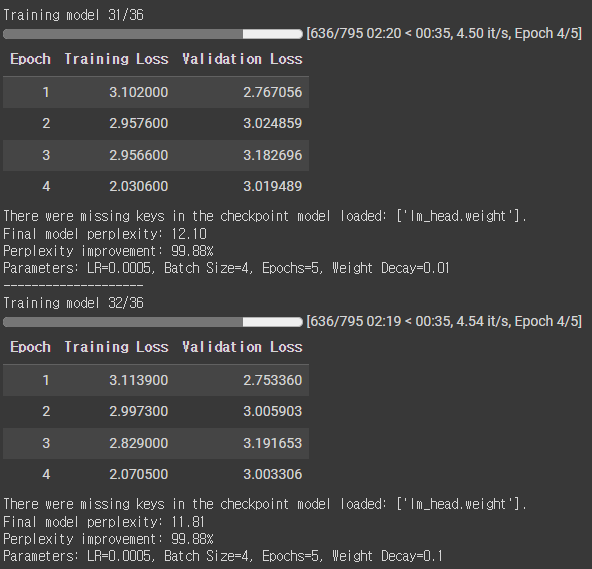 Training model 31/36
[636/795 02:20 < 00:35, 4.50 it/s, Epoch 4/5]
Epoch Training Loss Validation Loss
1 3.102000 2.767056
2 2.957600 3.024859
3 2.956600 3.182696
4 2.030600 3.019489
There were missing keys in the checkpoint model loaded: ['lm_head.weight'].
Final model perplexity: 12.10
Perplexity improvement: 99.88%
Parameters: LR=0.0005, Batch Size=4, Epochs=5, Weight Decay=0.01
--------------------
Training model 32/36
[636/795 02:19 < 00:35, 4.54 it/s, Epoch 4/5]
Epoch Training Loss Validation Loss
1 3.113900 2.753360
2 2.997300 3.005903
3 2.829000 3.191653
4 2.070500 3.003306
There were missing keys in the checkpoint model loaded: ['lm_head.weight'].
Final model perplexity: 11.81
Perplexity improvement: 99.88%
Parameters: LR=0.0005, Batch Size=4, Epochs=5, Weight Decay=0.1